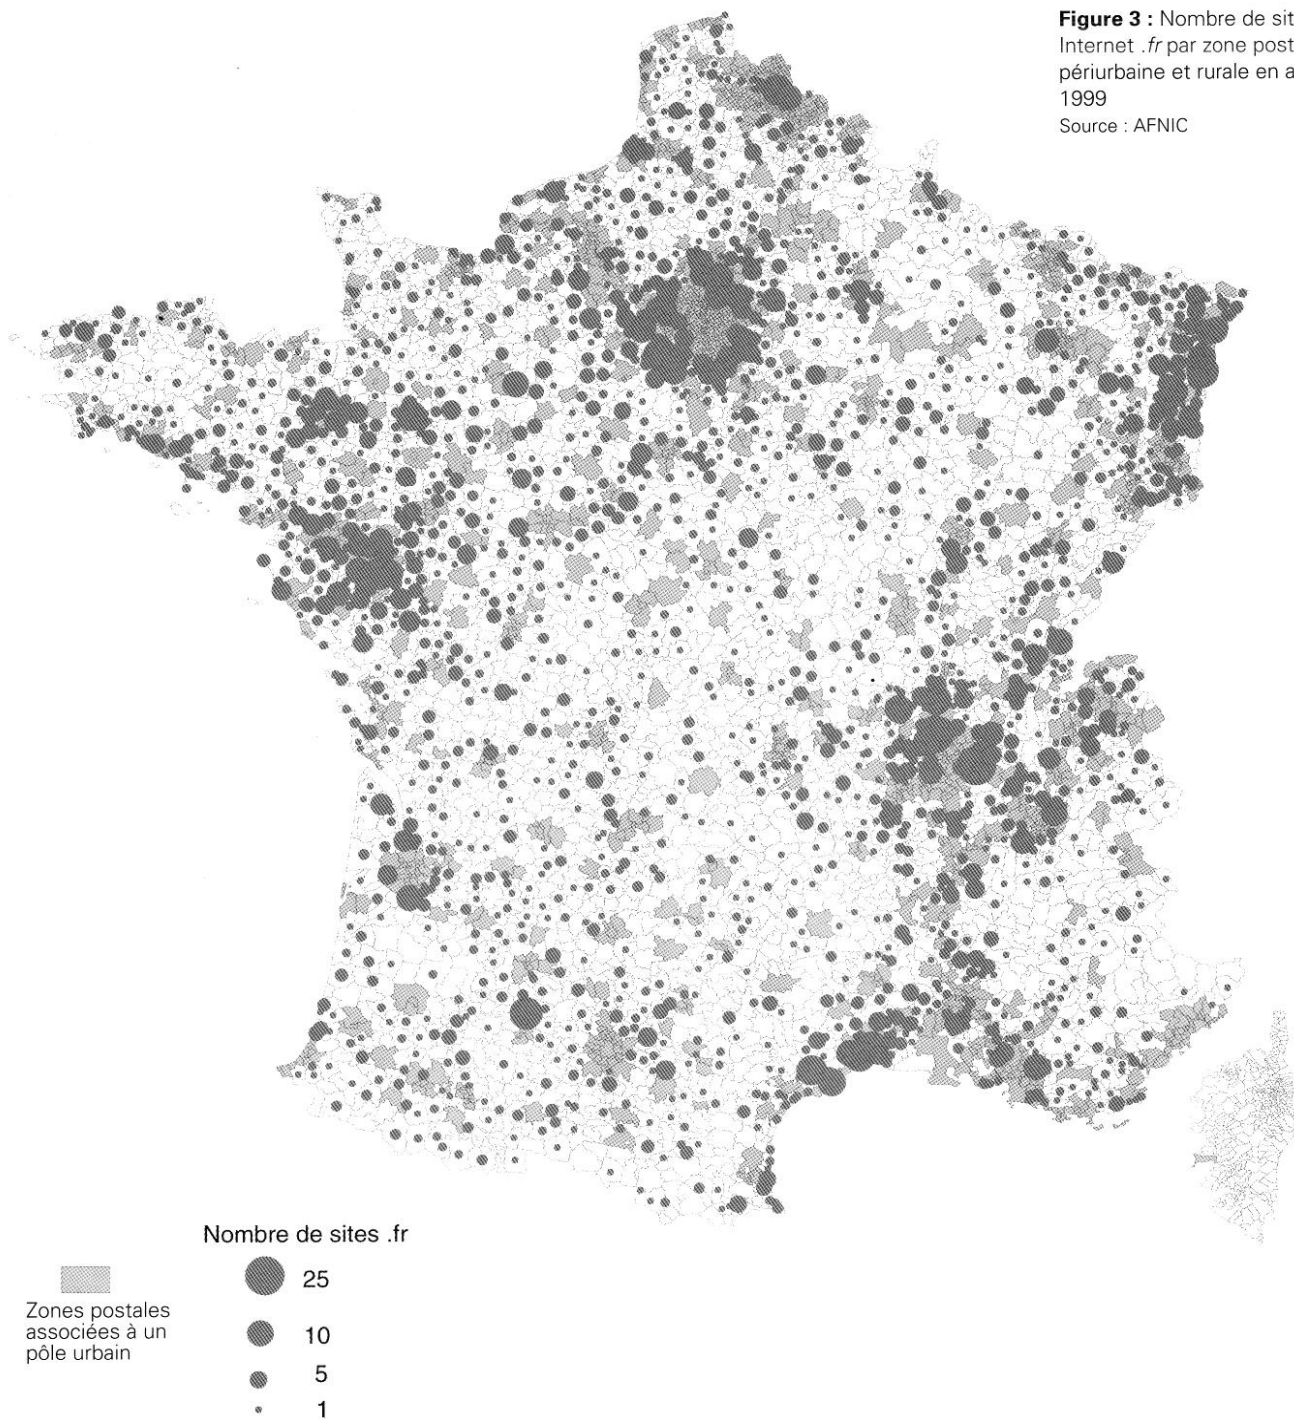 Figure 3 : Nombre de sit
Internet .fr par zone post
périurbaine et rurale en a
1999
Source : AFNIC
Nombre de sites .fr
25
10
5
1
Zones postales
associées à un
pôle urbain